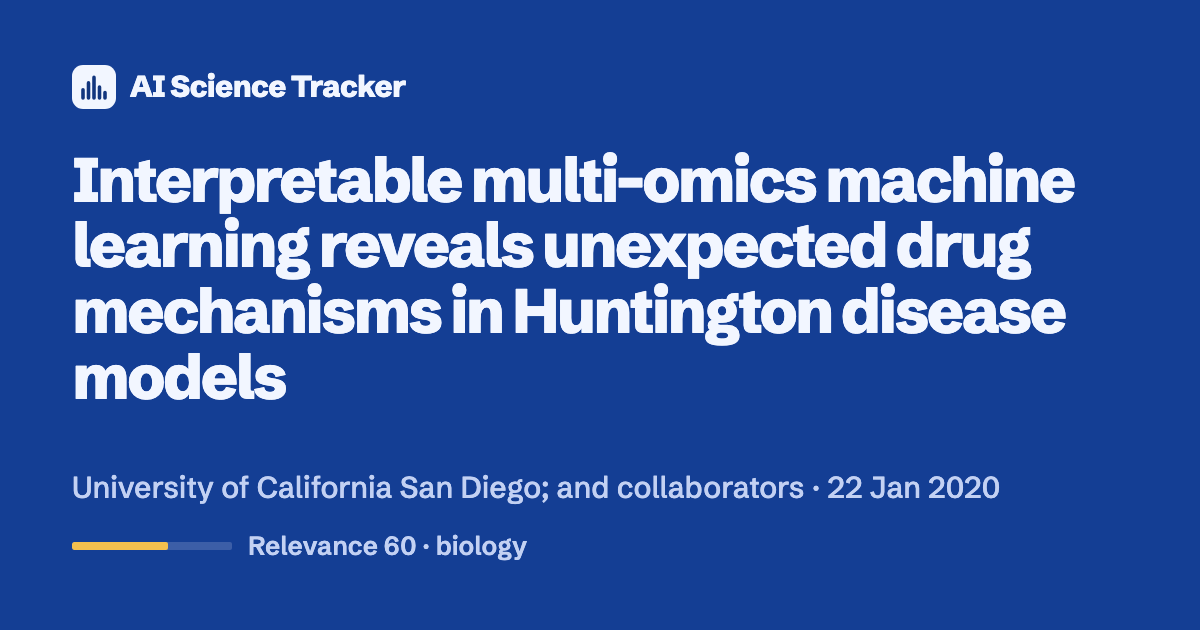 AI Science Tracker
Interpretable multi-omics machine
learning reveals unexpected drug
mechanisms in Huntington disease
models
University of California San Diego; and collaborators · 22 Jan 2020
Relevance 60 · biology